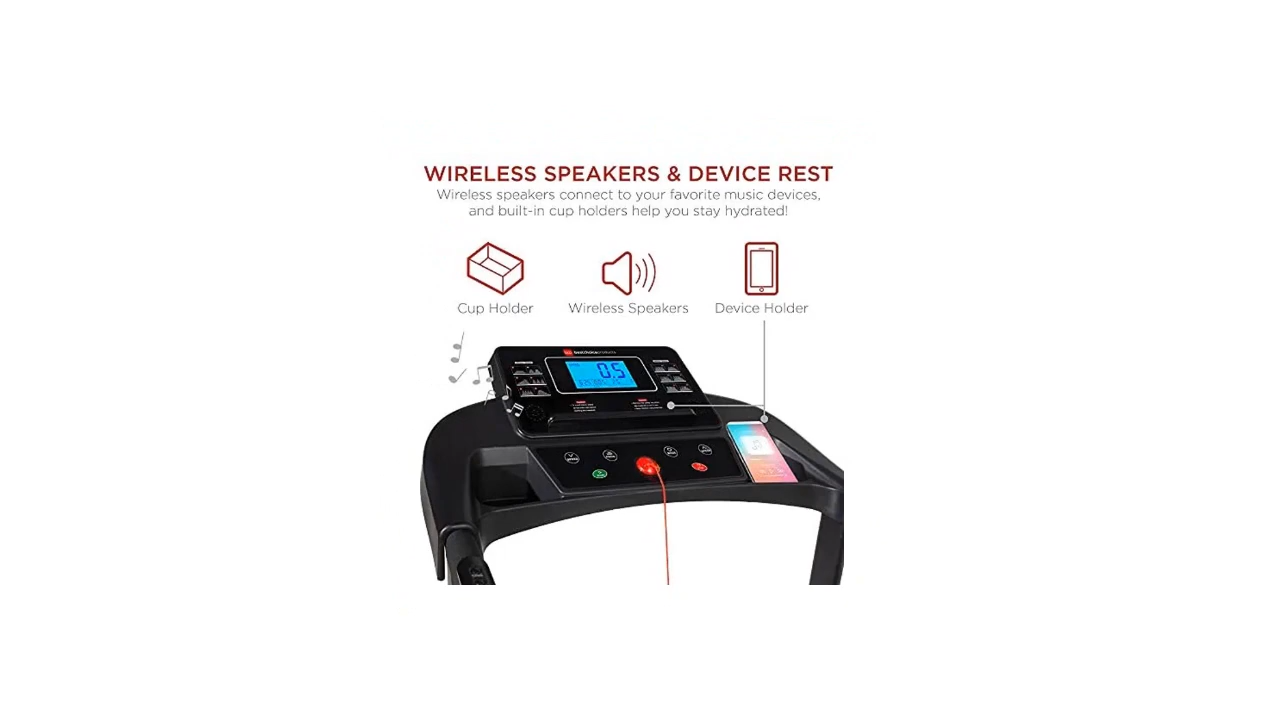 WIRELESS SPEAKERS & DEVICE REST
Wireless speakers connect to your favorite music devices,
and built-in cup holders help you stay hydrated!
Cup Holder
Wireless Speakers
Device Holder
bestchoiceproducts
0.5